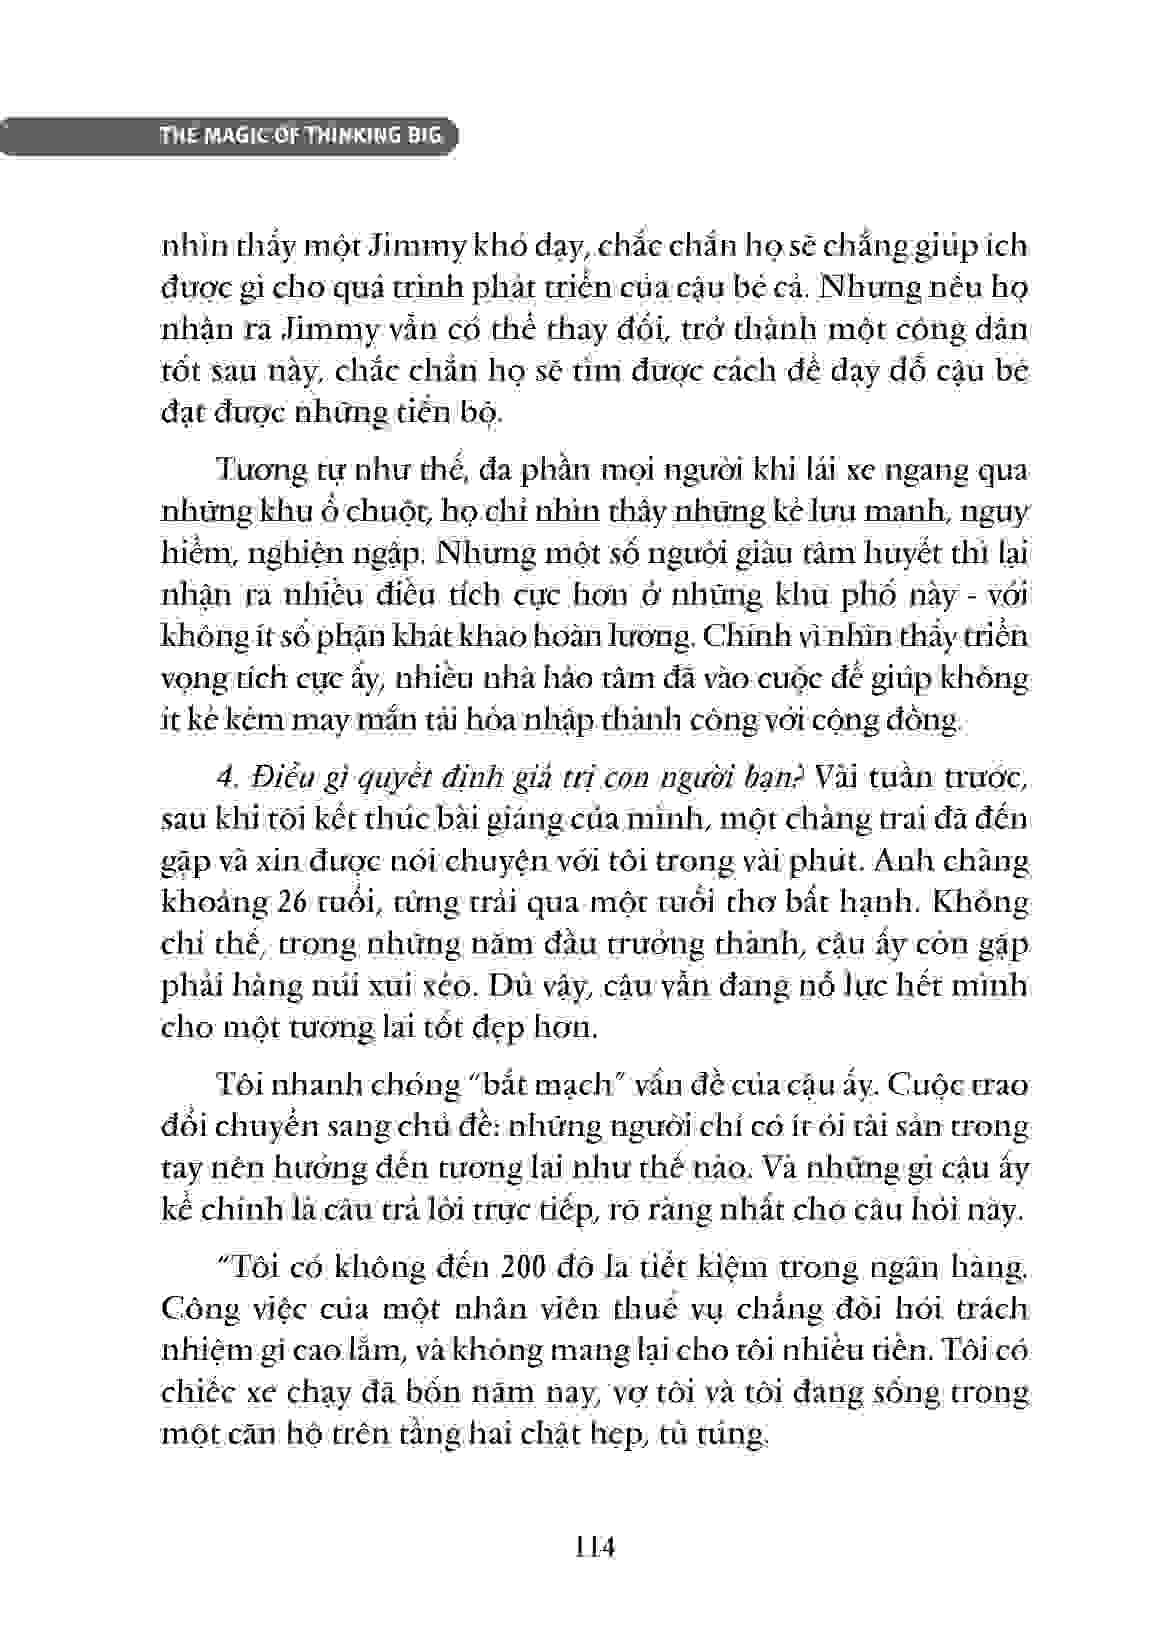 THE MAGIC OF THINKING BIG
nhìn thấy một Jimmy khó dạy, chắc chắn họ sẽ chẳng giúp ích
được gì cho quá trình phát triển của cậu bé cả. Nhưng nếu họ
nhận ra Jimmy vẫn có thể thay đổi, trở thành một công dân
tốt sau này, chắc chắn họ sẽ tìm được cách để dạy dỗ cậu bé
đạt được những tiến bộ.
Tương tự như thế, đa phần mọi người khi lái xe ngang qua
những khu ổ chuột, họ chỉ nhìn thấy những kẻ lưu manh, nguy
hiểm, nghiện ngập. Nhưng một số người giàu tâm huyết thì lại
nhận ra nhiều điều tích cực hơn ở những khu phố này - với
không ít số phận khát khao hoàn lương. Chính vì nhìn thấy triển
vọng tích cực ấy, nhiều nhà hảo tâm đã vào cuộc để giúp không
ít kẻ kém may mắn tái hòa nhập thành công với cộng đồng.
4. Điều gì quyết định giá trị con người bạn? Vài tuần trước,
sau khi tôi kết thúc bài giảng của mình, một chàng trai đã đến
gặp và xin được nói chuyện với tôi trong vài phút. Anh chàng
khoảng 26 tuổi, từng trải qua một tuổi thơ bất hạnh. Không
chỉ thế, trong những năm đầu trưởng thành, cậu ấy còn gặp
phải hàng núi xui xẻo. Dù vậy, cậu vẫn đang nỗ lực hết mình
cho một tương lai tốt đẹp hơn.
Tôi nhanh chóng “bắt mạch” vấn đề của cậu ấy. Cuộc trao
đổi chuyển sang chủ đề: những người chỉ có ít ỏi tài sản trong
tay nên hướng đến tương lai như thế nào. Và những gì cậu ấy
kể chính là câu trả lời trực tiếp, rõ ràng nhất cho câu hỏi này.
“Tôi có không đến 200 đô la tiết kiệm trong ngân hàng.
Công việc của một nhân viên thuế vụ chẳng đòi hỏi trách
nhiệm gì cao lắm, và không mang lại cho tôi nhiều tiền. Tôi có
chiếc xe chạy đã bốn năm nay, vợ tôi và tôi đang sống trong
một căn hộ trên tầng hai chật hẹp, tù túng.
114